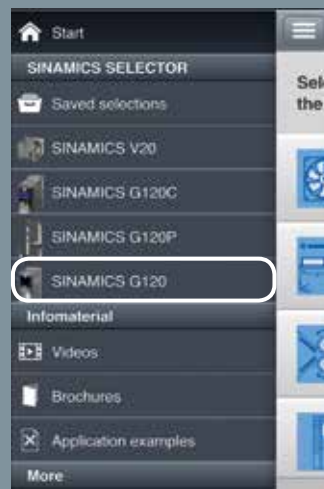 Start
SINAMICS SELECTOR
Saved selections
SINAMICS V20
SINAMICS G120C
SINAMICS G120P
SINAMICS G120
Infomaterial
Videos
Brochures
Application examples
More
Sel
the